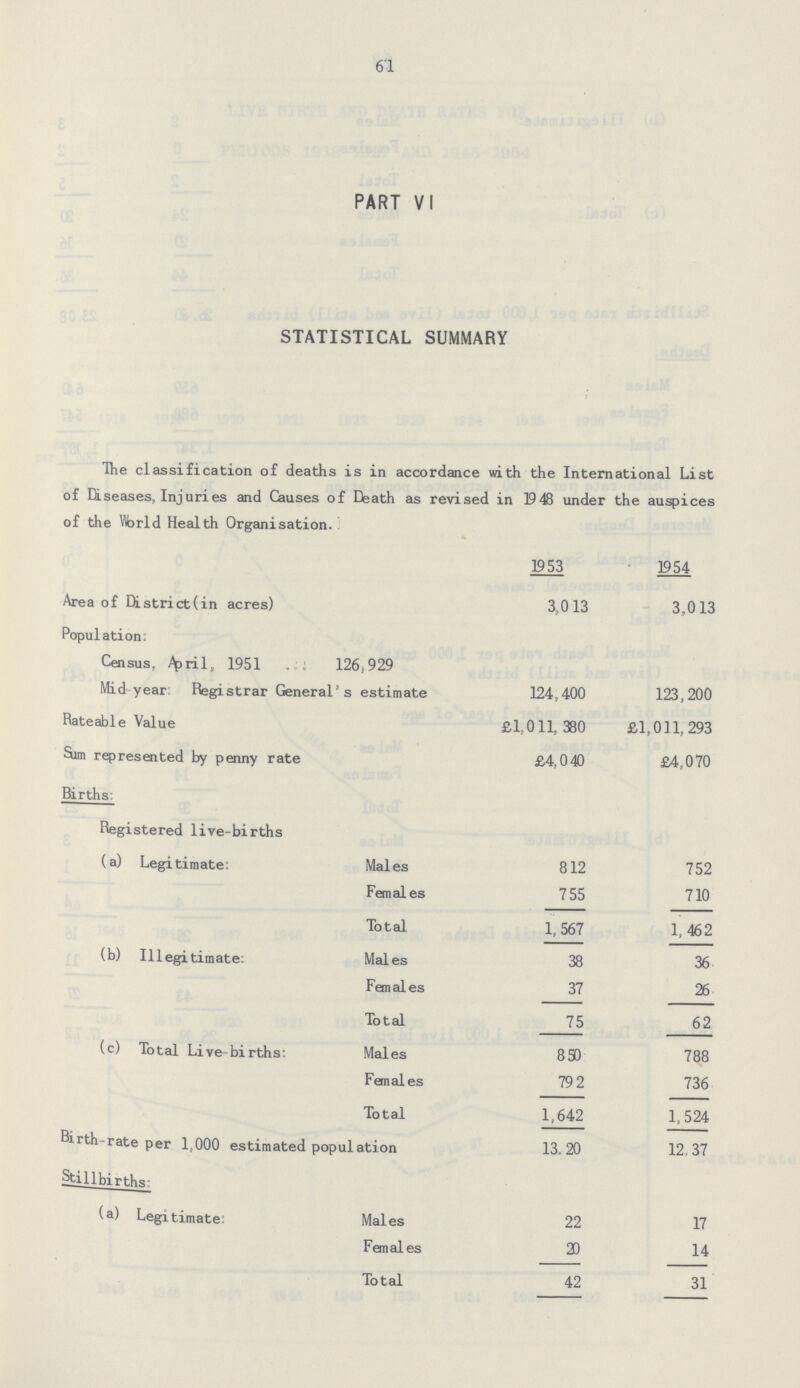 61
PART VI
STATISTICAL SUMMARY
The classification of deaths is in accordance with the International List
of Diseases, Injuries and Causes of Death as revised in 1948 under the auspices
of the World Health Organisation.
1953 1954
Area of District(in acres) 3,013 3,013
Population:
Census, April, 1951 ... 126,929
Mid-year: Registrar General's estimate 124,400 123,200
Rateable Value £1,011,380 £1,011,293
Sum represented by penny rate £4,040 £4,070
Births:
Registered live-births
(a) Legitimate: Males 812 752
Females 755 710
Total 1,567 1,462
(b) Illegitimate: Males 38 36
Females 37 26
Total 75 62
(c) Total Live-births: Males 850 788
Females 792 736
Total 1,642 1,524
Birth-rate per 1,000 estimated population 13.20 12.37
Stillbirths:
(a) Legitimate: Males 22 17
Females 20 14
Total 42 31